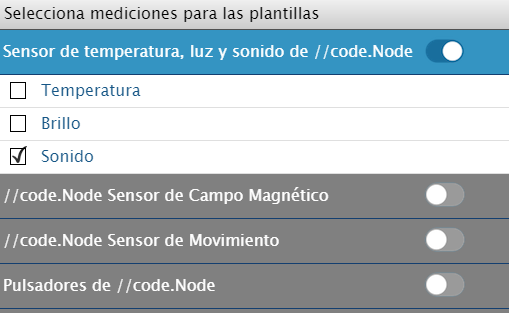 Selecciona mediciones para las plantillas
Sensor de temperatura, luz y sonido de //code.Node
Temperatura
Brillo
Sonido
//code.Node Sensor de Campo Magnético
//code.Node Sensor de Movimiento
Pulsadores de //code.Node